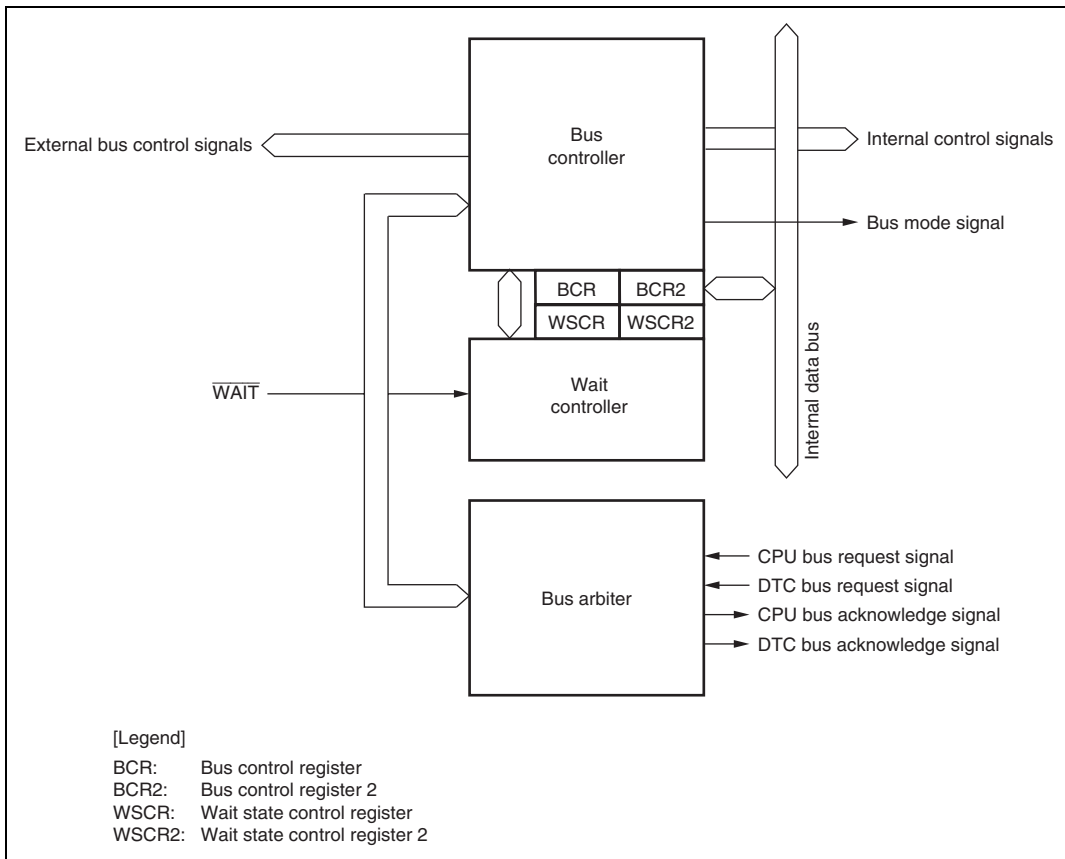 External bus control signals
Bus
controller
Internal control signals
Bus mode signal
BCR
BCR2
WSCR
WSCR2
WAIT
Wait
controller
Internal data bus
Bus arbiter
CPU bus request signal
DTC bus request signal
CPU bus acknowledge signal
DTC bus acknowledge signal
[Legend]
BCR: Bus control register
BCR2: Bus control register 2
WSCR: Wait state control register
WSCR2: Wait state control register 2